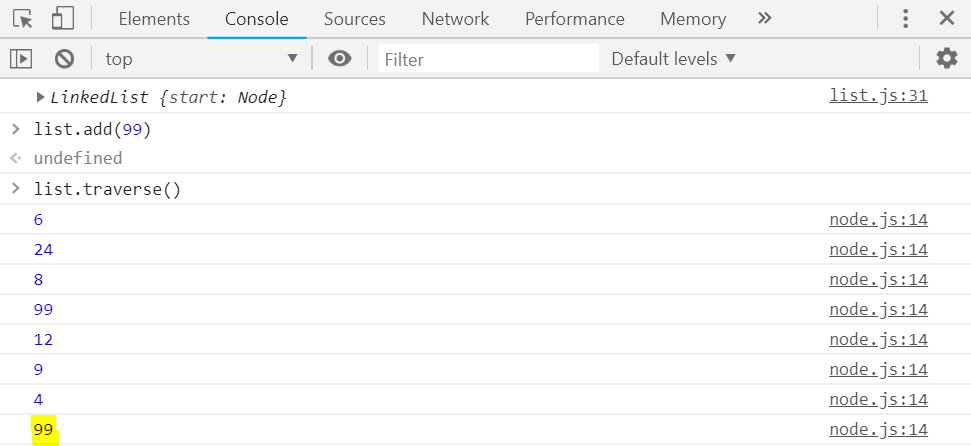 Elements Console Sources Network Performance Memory »
top Filter Default levels
LinkedList {start: Node} list.js:31
list.add(99)
undefined
list.traverse()
6 node.js:14
24 node.js:14
8 node.js:14
99 node.js:14
12 node.js:14
9 node.js:14
4 node.js:14
99 node.js:14